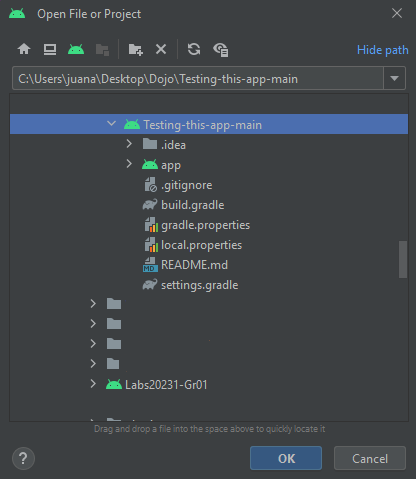 Open File or Project
Hide path
C:\Users\juana\Desktop\Dojo\Testing-this-app-main
Testing-this-app-main
.idea
app
.gitignore
build.gradle
gradle.properties
local.properties
MD README.md
settings.gradle
Labs20231-Gr01
Drag and drop a file into the space above to quickly locate it
? OK Cancel